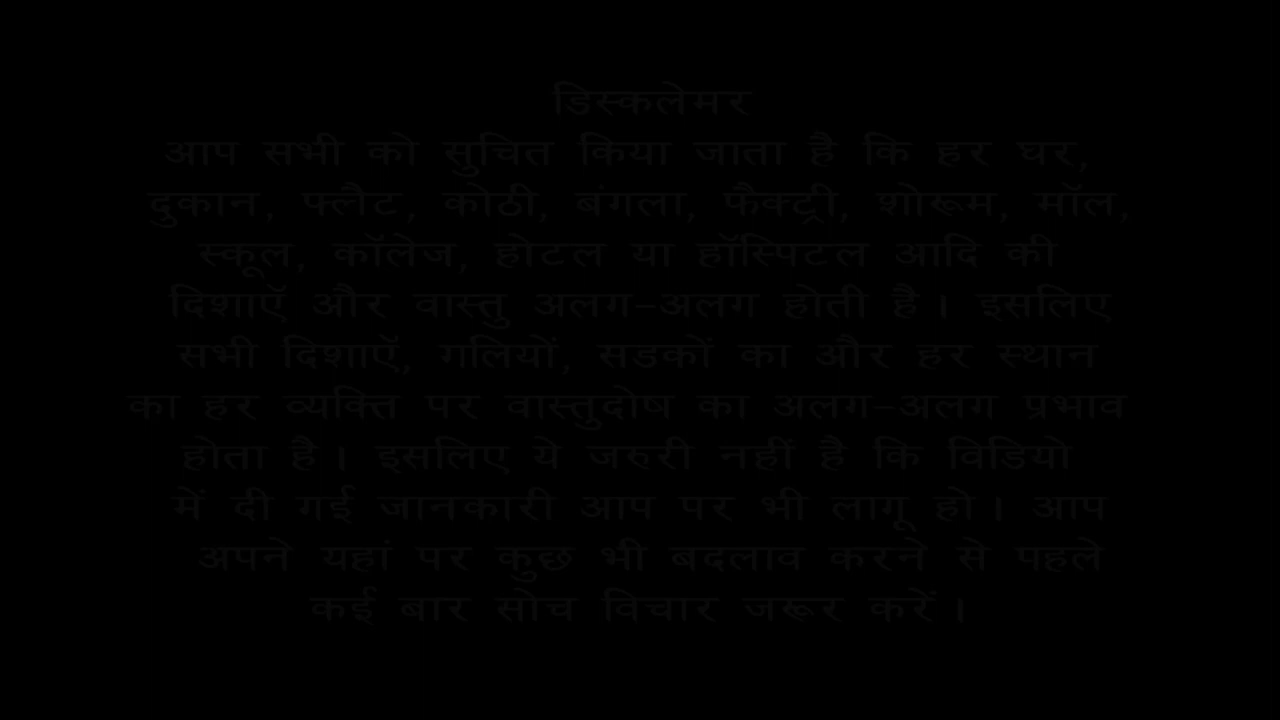 डिस्कलेमर
आप सभी को सुचित किया जाता है कि हर घर,
दुकान, फ्लैट, कोठी, बंगला, फैक्ट्री, शोरूम, मॉल,
स्कूल, कॉलेज, होटल या हॉस्पिटल आदि की
दिशाएॅ और वास्तु अलग–अलग होती है। इसलिए
सभी दिशाएॅ, गलियों, सडकों का और हर स्थान
का हर व्यक्ति पर वास्तुदोष का अलग–अलग प्रभाव
होता है। इसलिए ये जरुरी नहीं है कि विडियो
में दी गई जानकारी आप पर भी लागू हो। आप
अपने यहां पर कुछ भी बदलाव करने से पहले
कई बार सोच विचार जरूर करें।